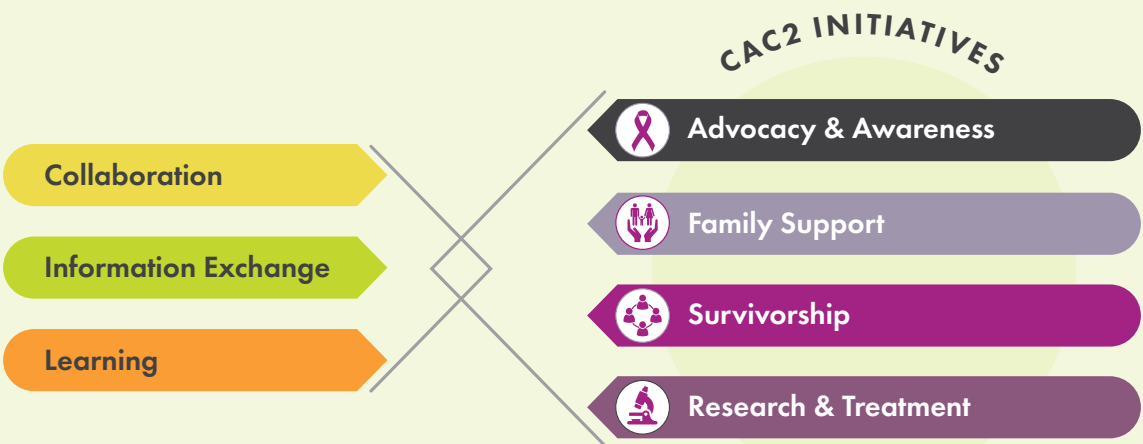 CAC2 INITIATIVES
Collaboration
Information Exchange
Learning
Advocacy & Awareness
Family Support
Survivorship
Research & Treatment